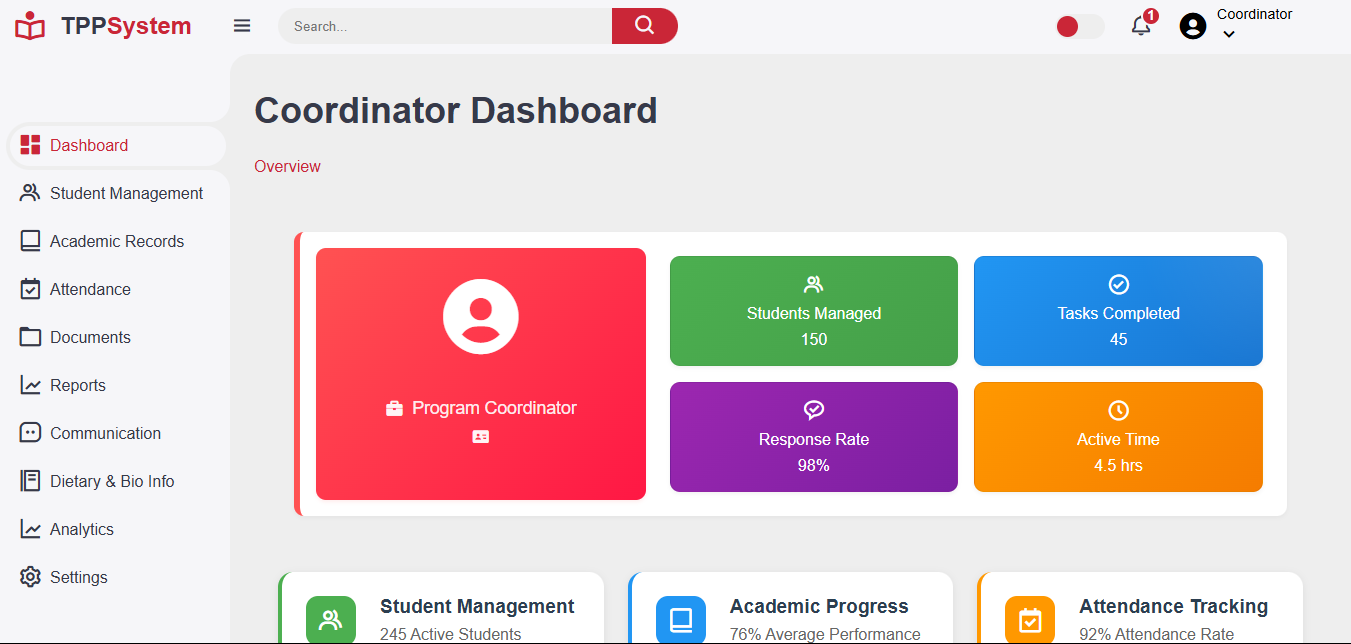 TPPSystem
Search...
1
Coordinator
Dashboard
Student Management
Academic Records
Attendance
Documents
Reports
Communication
Dietary & Bio Info
Analytics
Settings
Coordinator Dashboard
Overview
Program Coordinator
Students Managed
150
Tasks Completed
45
Response Rate
98%
Active Time
4.5 hrs
Student Management
245 Active Students
Academic Progress
76% Average Performance
Attendance Tracking
92% Attendance Rate